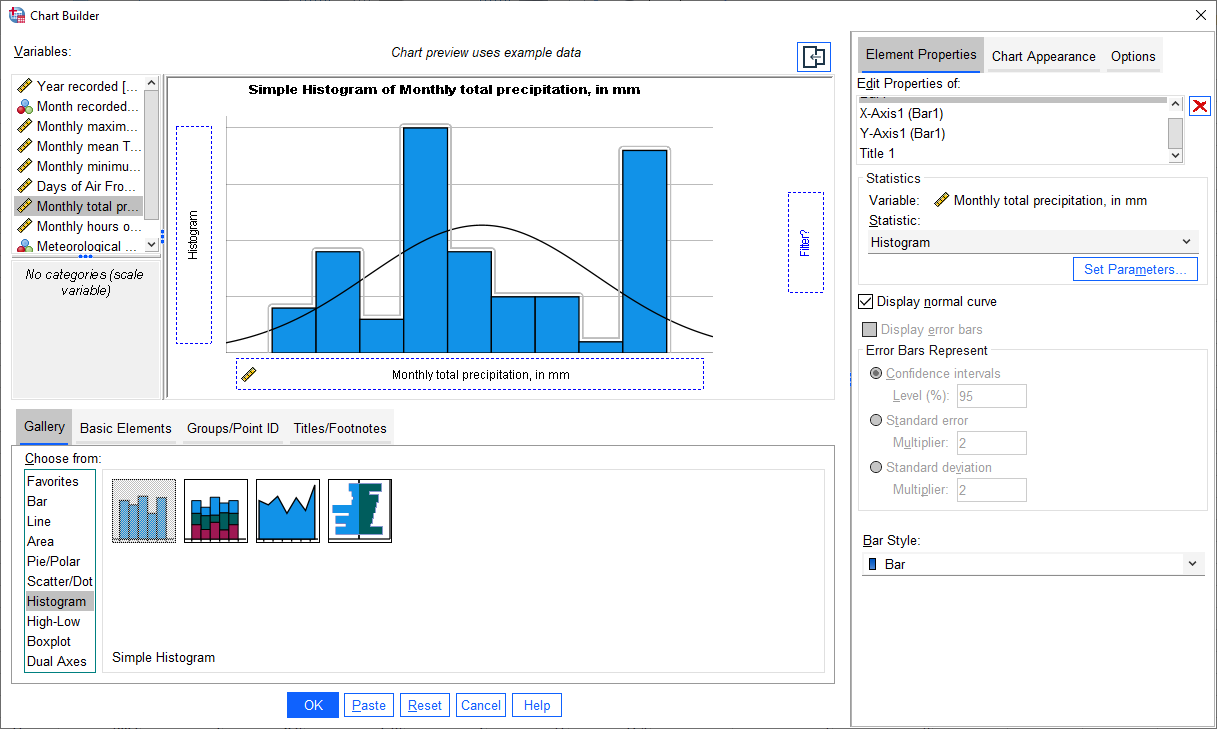 Chart Builder
Variables:
Chart preview uses example data
Year recorded [...
Month recorded...
Monthly maxim...
Monthly mean T...
Monthly minimu...
Days of Air Fro...
Monthly total pr...
Monthly hours o...
Meteorological ...
No categories (scale
variable)
Simple Histogram of Monthly total precipitation, in mm
Histogram
Filter?
Monthly total precipitation, in mm
Gallery
Basic Elements
Groups/Point ID
Titles/Footnotes
Choose from:
Favorites
Bar
Line
Area
Pie/Polar
Scatter/Dot
Histogram
High-Low
Boxplot
Dual Axes
Simple Histogram
OK
Paste
Reset
Cancel
Help
Element Properties
Chart Appearance
Options
Edit Properties of:
X-Axis1 (Bar1)
Y-Axis1 (Bar1)
Title 1
Statistics
Variable:
Monthly total precipitation, in mm
Statistic:
Histogram
Set Parameters...
Display normal curve
Display error bars
Error Bars Represent
Confidence intervals
Level (%): 95
Standard error
Multiplier: 2
Standard deviation
Multiplier: 2
Bar Style:
Bar